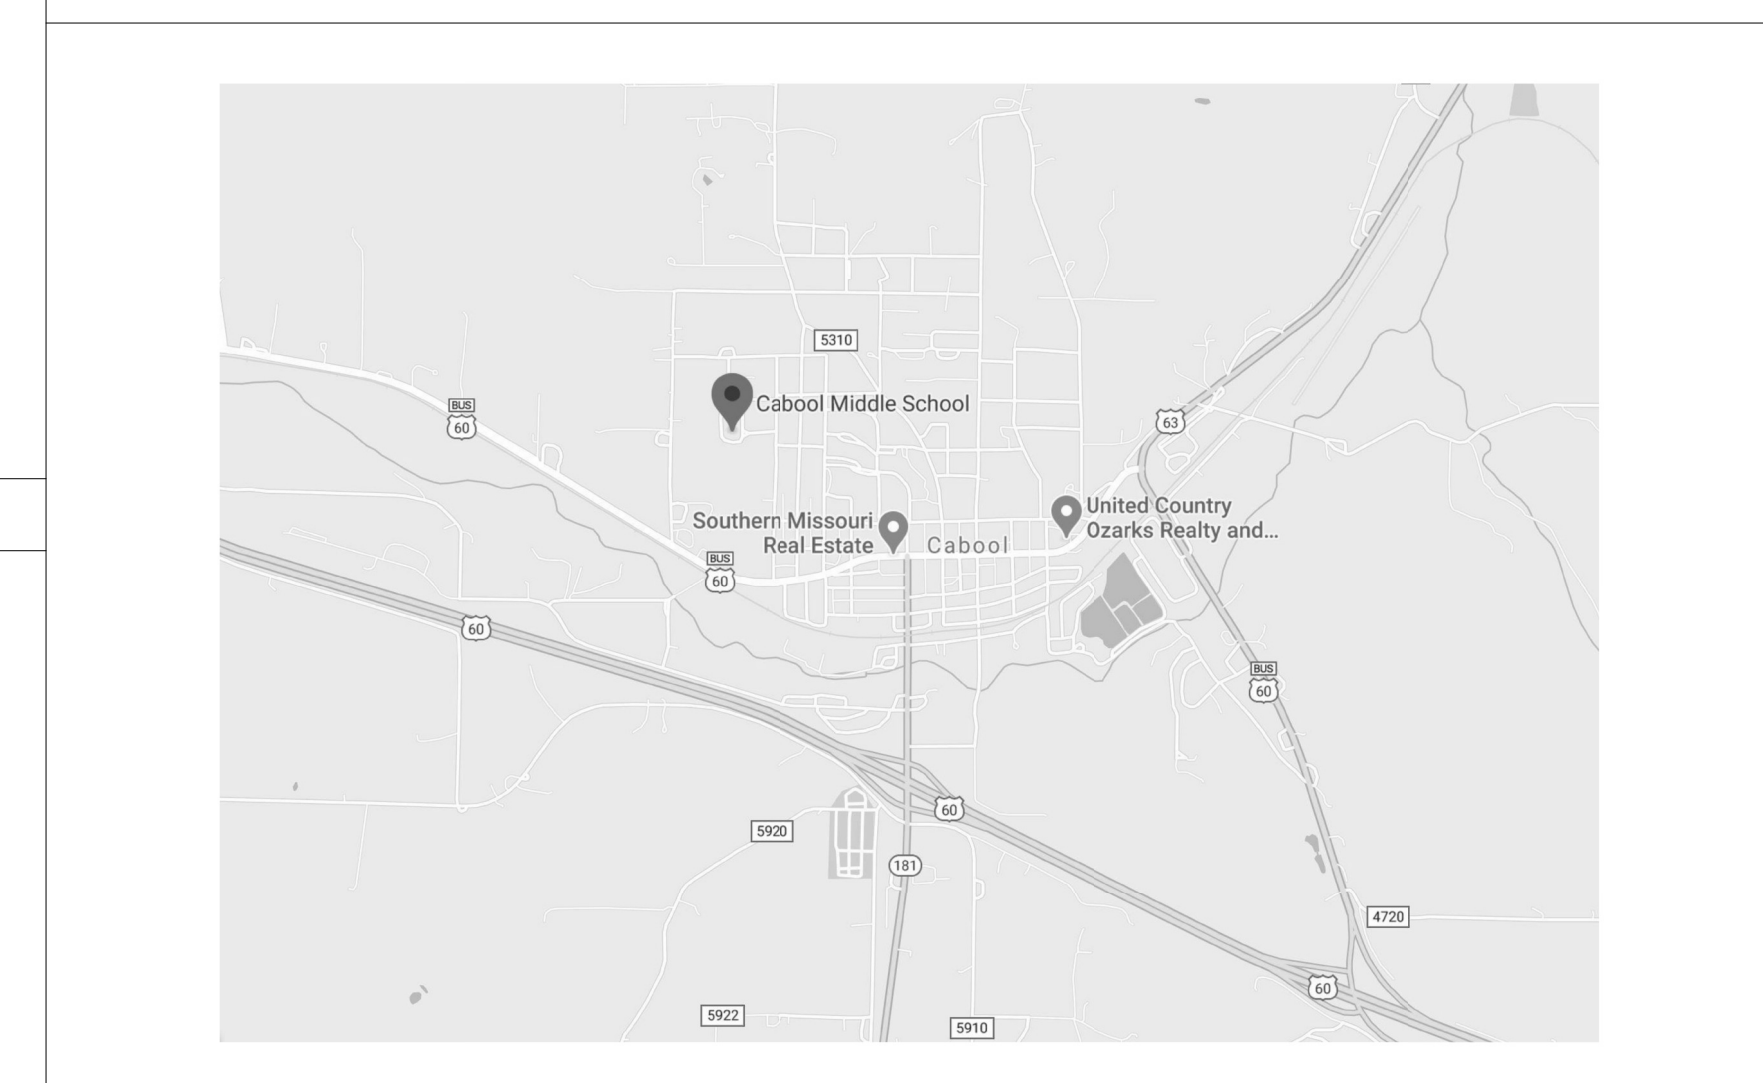 5310
Cabool Middle School
BUS
60
63
United Country
Ozarks Realty and...
Southern Missouri
Real Estate
Cabool
BUS
60
60
BUS
60
60
5920
181
4720
60
5922
5910